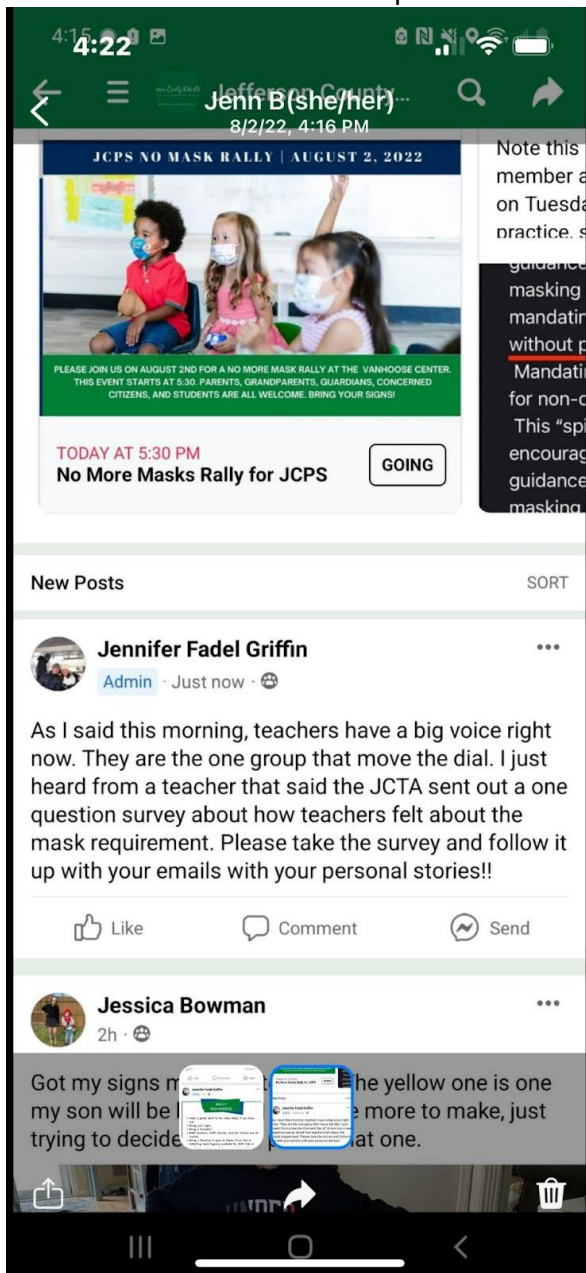 4:15
4:22
Jefferson County...
Jenn B(she/her)
8/2/22, 4:16 PM
JCPS NO MASK RALLY | AUGUST 2, 2022
PLEASE JOIN US ON AUGUST 2ND FOR A NO MORE MASK RALLY AT THE VANHOOSE CENTER.
THIS EVENT STARTS AT 5:30. PARENTS, GRANDPARENTS, GUARDIANS, CONCERNED
CITIZENS, AND STUDENTS ARE ALL WELCOME. BRING YOUR SIGNS!
TODAY AT 5:30 PM
No More Masks Rally for JCPS
GOING
Note this
member a
on Tuesda
practice. s
guidance
masking
mandatin
without p
Mandati
for non-c
This "spi
encourag
guidance
masking
New Posts
SORT
Jennifer Fadel Griffin
Admin · Just now ·
As I said this morning, teachers have a big voice right
now. They are the one group that move the dial. I just
heard from a teacher that said the JCTA sent out a one
question survey about how teachers felt about the
mask requirement. Please take the survey and follow it
up with your emails with your personal stories!!
Like
Comment
Send
Jessica Bowman
2h ·
Got my signs m he yellow one is one
my son will be e more to make, just
trying to decide at one.